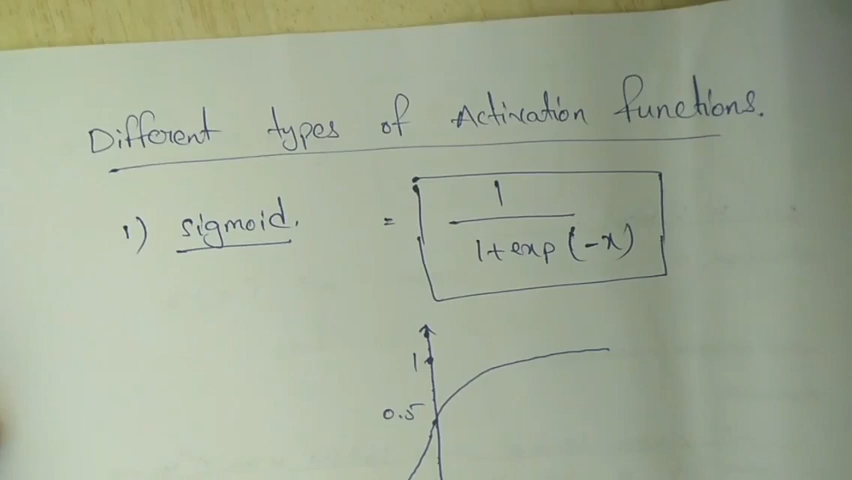 Different types of Activation functions.
1) sigmoid. = 1 / 1+exp(-x)
1
0.5